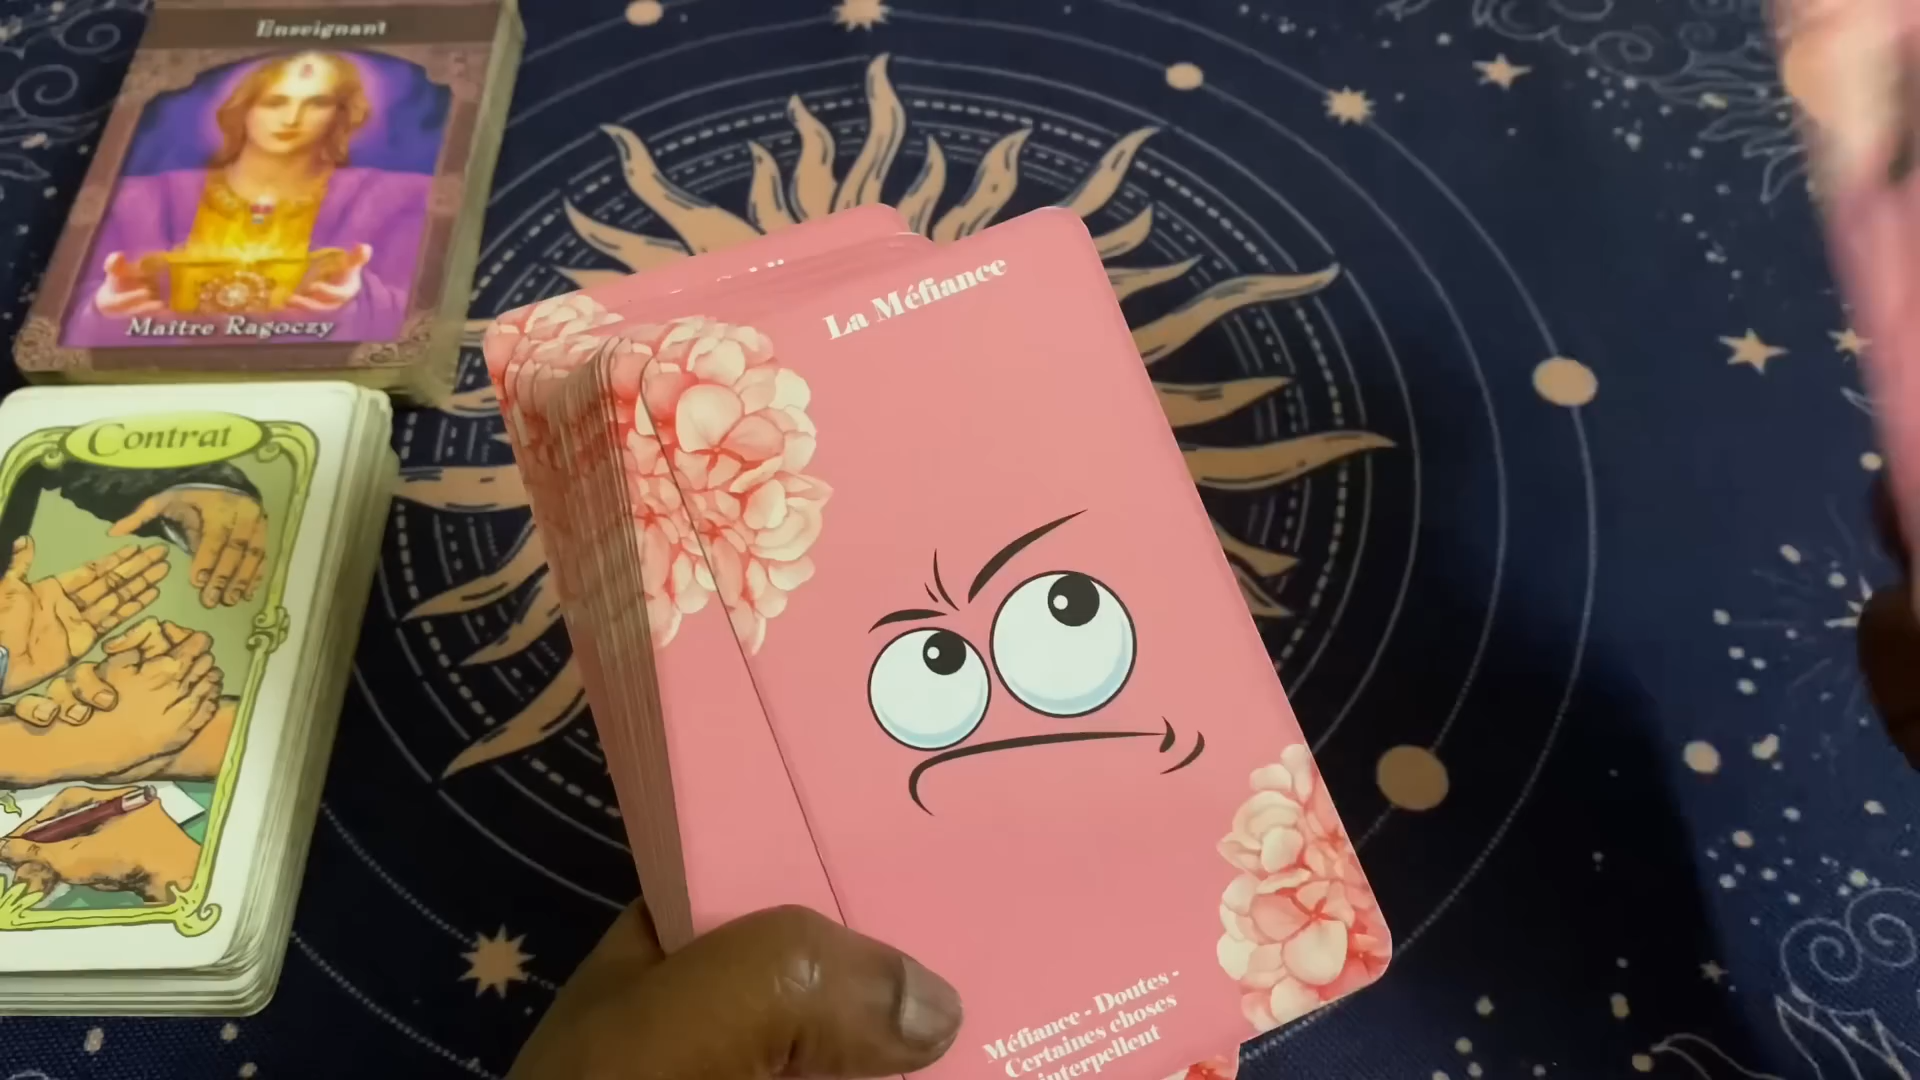 Enseignant
Maître Ragoczy
Contrat
La Méfiance
Méfiance - Doutes -
Certaines choses
interpellent